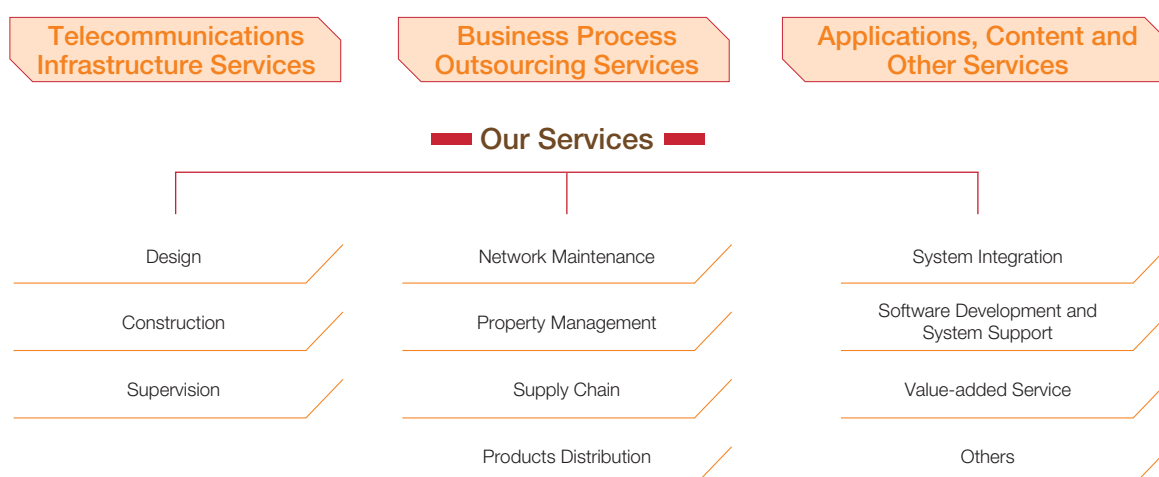 Telecommunications
Infrastructure Services
Business Process
Outsourcing Services
Applications, Content and
Other Services
Our Services
Design
Construction
Supervision
Network Maintenance
Property Management
Supply Chain
Products Distribution
System Integration
Software Development and
System Support
Value-added Service
Others